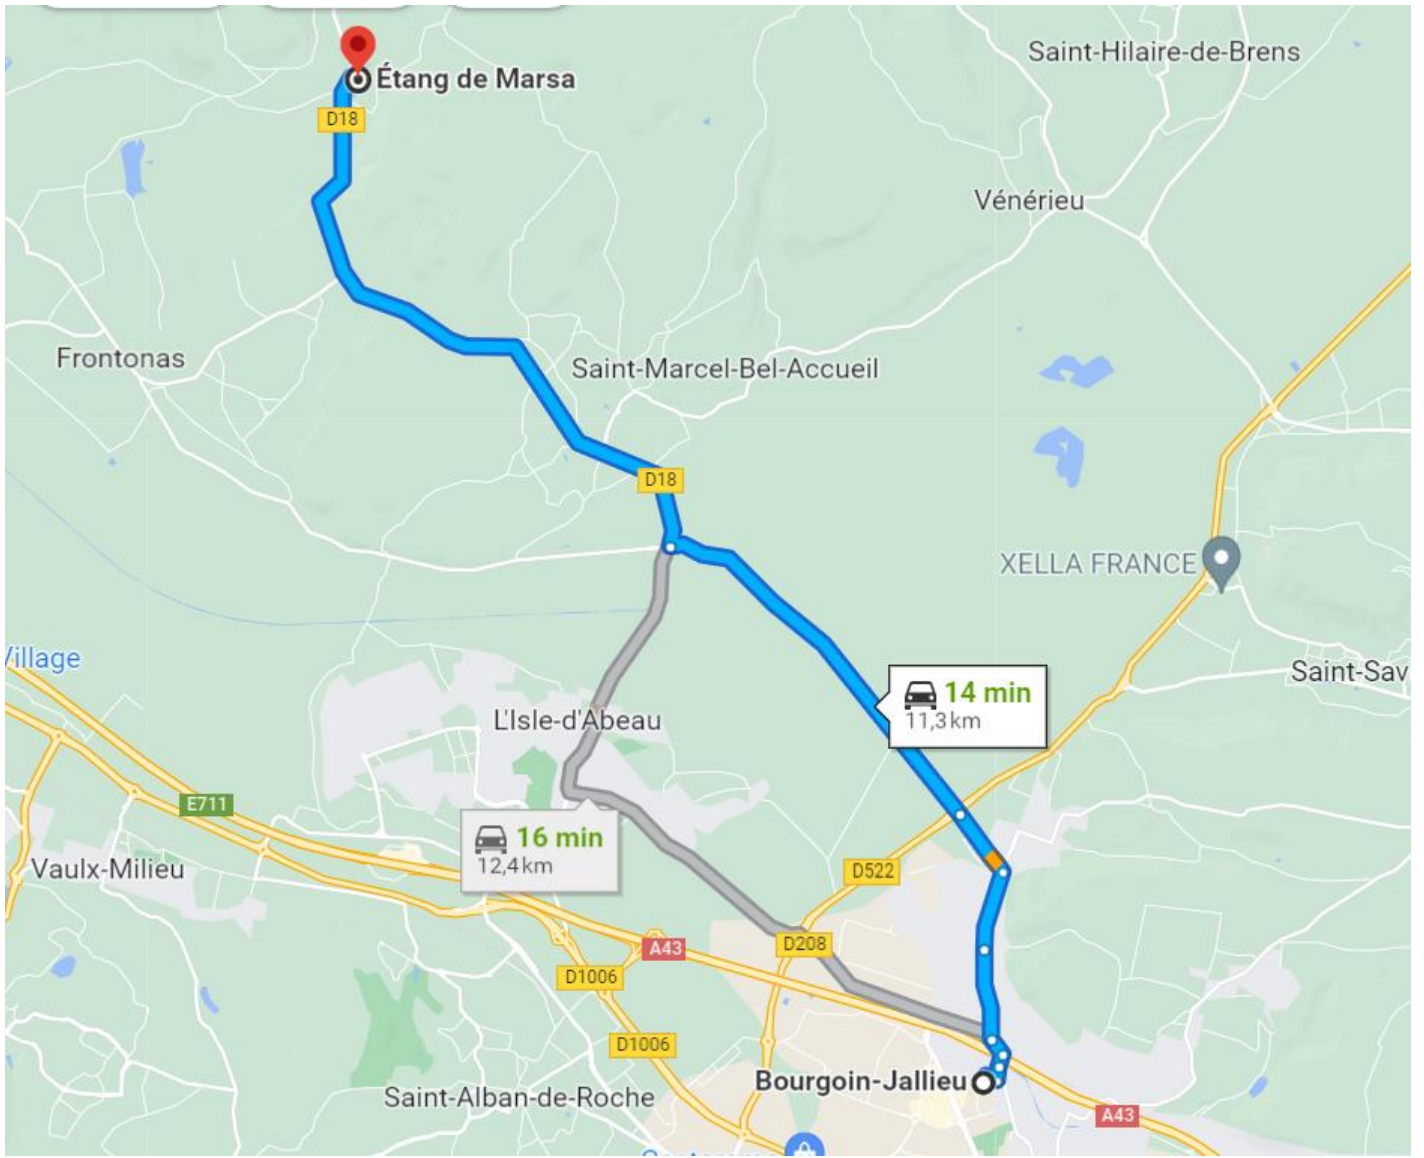 Étang de Marsa
Saint-Hilaire-de-Brens
D18
Vénérieu
Frontonas
Saint-Marcel-Bel-Accueil
D18
XELLA FRANCE
Village
Saint-Sav
14 min
11,3 km
L'Isle-d'Abeau
E711
16 min
12,4 km
Vaulx-Milieu
D522
D208
A43
D1006
D1006
Bourgoin-Jallieu
Saint-Alban-de-Roche
A43